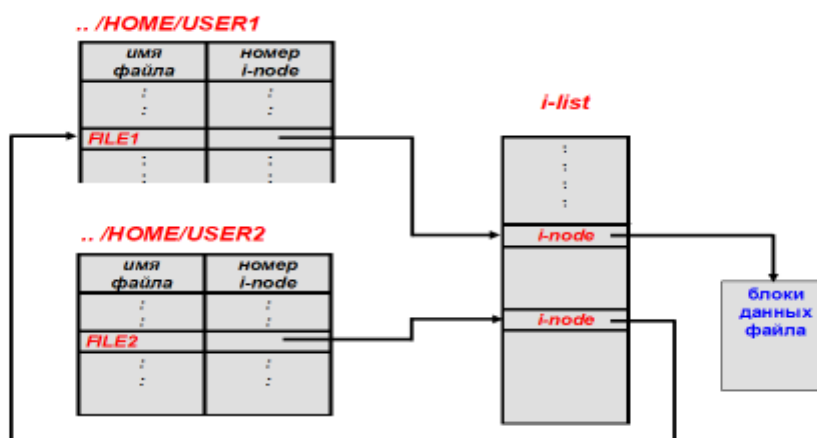 .. /HOME/USER1
имя файла
номер i-node
: :
: :
FILE1
: :
: :
.. /HOME/USER2
имя файла
номер i-node
: :
: :
FILE2
: :
: :
i-list
:
:
:
:
i-node
i-node
блоки
данных
файла